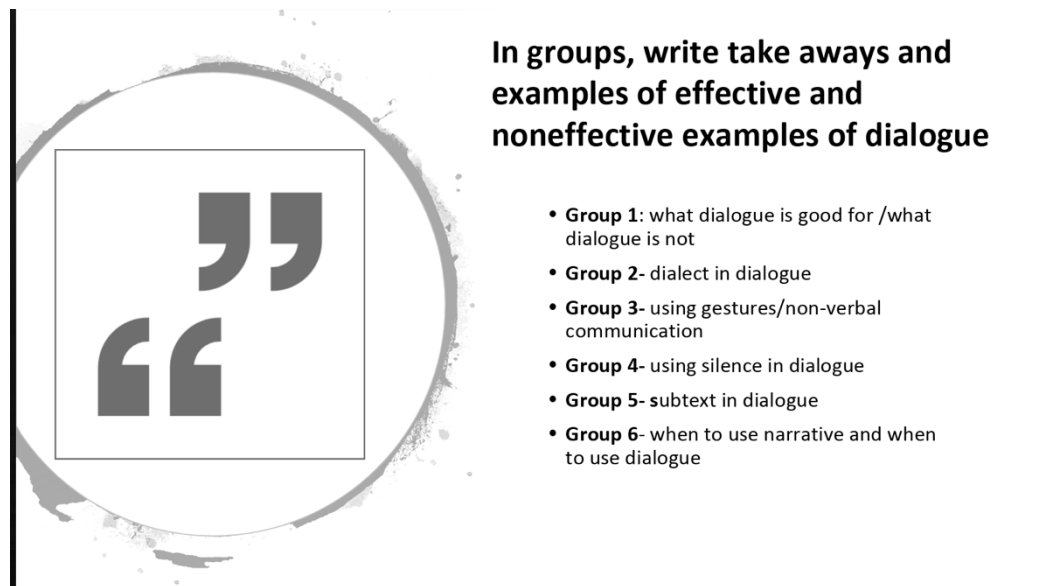 In groups, write take aways and
examples of effective and
noneffective examples of dialogue
• Group 1: what dialogue is good for /what
dialogue is not
• Group 2- dialect in dialogue
• Group 3- using gestures/non-verbal
communication
• Group 4- using silence in dialogue
• Group 5- subtext in dialogue
• Group 6- when to use narrative and when
to use dialogue